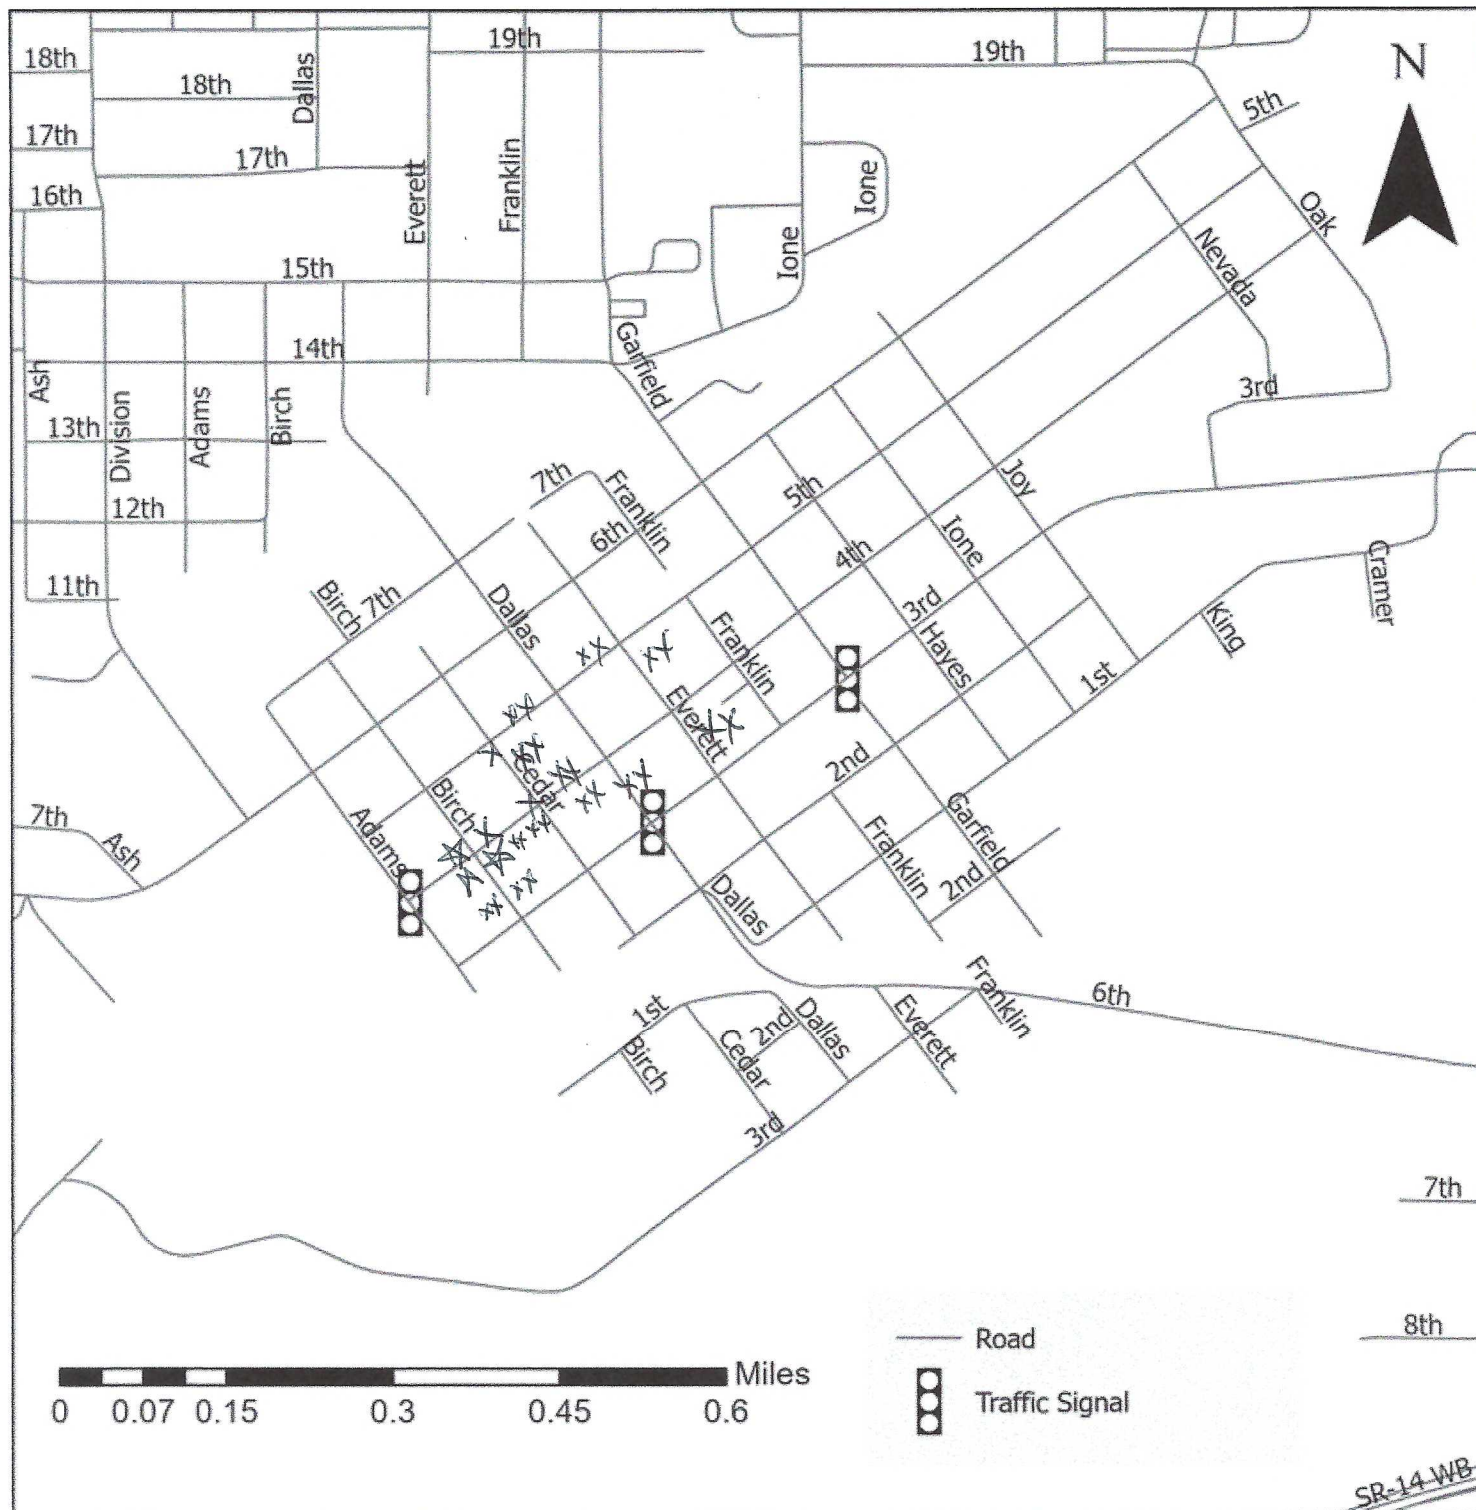 19th
19th
N
18th
Dallas
18th
5th
17th
17th
Everett
Franklin
Ione
16th
Oak
Ione
Nevada
15th
Garfield
14th
Ash
3rd
Division
Adams
Birch
13th
7th
Franklin
5th
Joy
12th
6th
4th
Ione
Cramer
11th
Birch
7th
Dallas
3rd
Franklin
Hayes
King
1st
Everett
2nd
Cedar
Birch
Adams
7th
Ash
Garfield
Franklin
2nd
Dallas
Franklin
6th
1st
2nd
Dallas
Everett
Birch
Cedar
3rd
7th
8th
Road
Traffic Signal
Miles
0 0.07 0.15 0.3 0.45 0.6
SR-14 WB